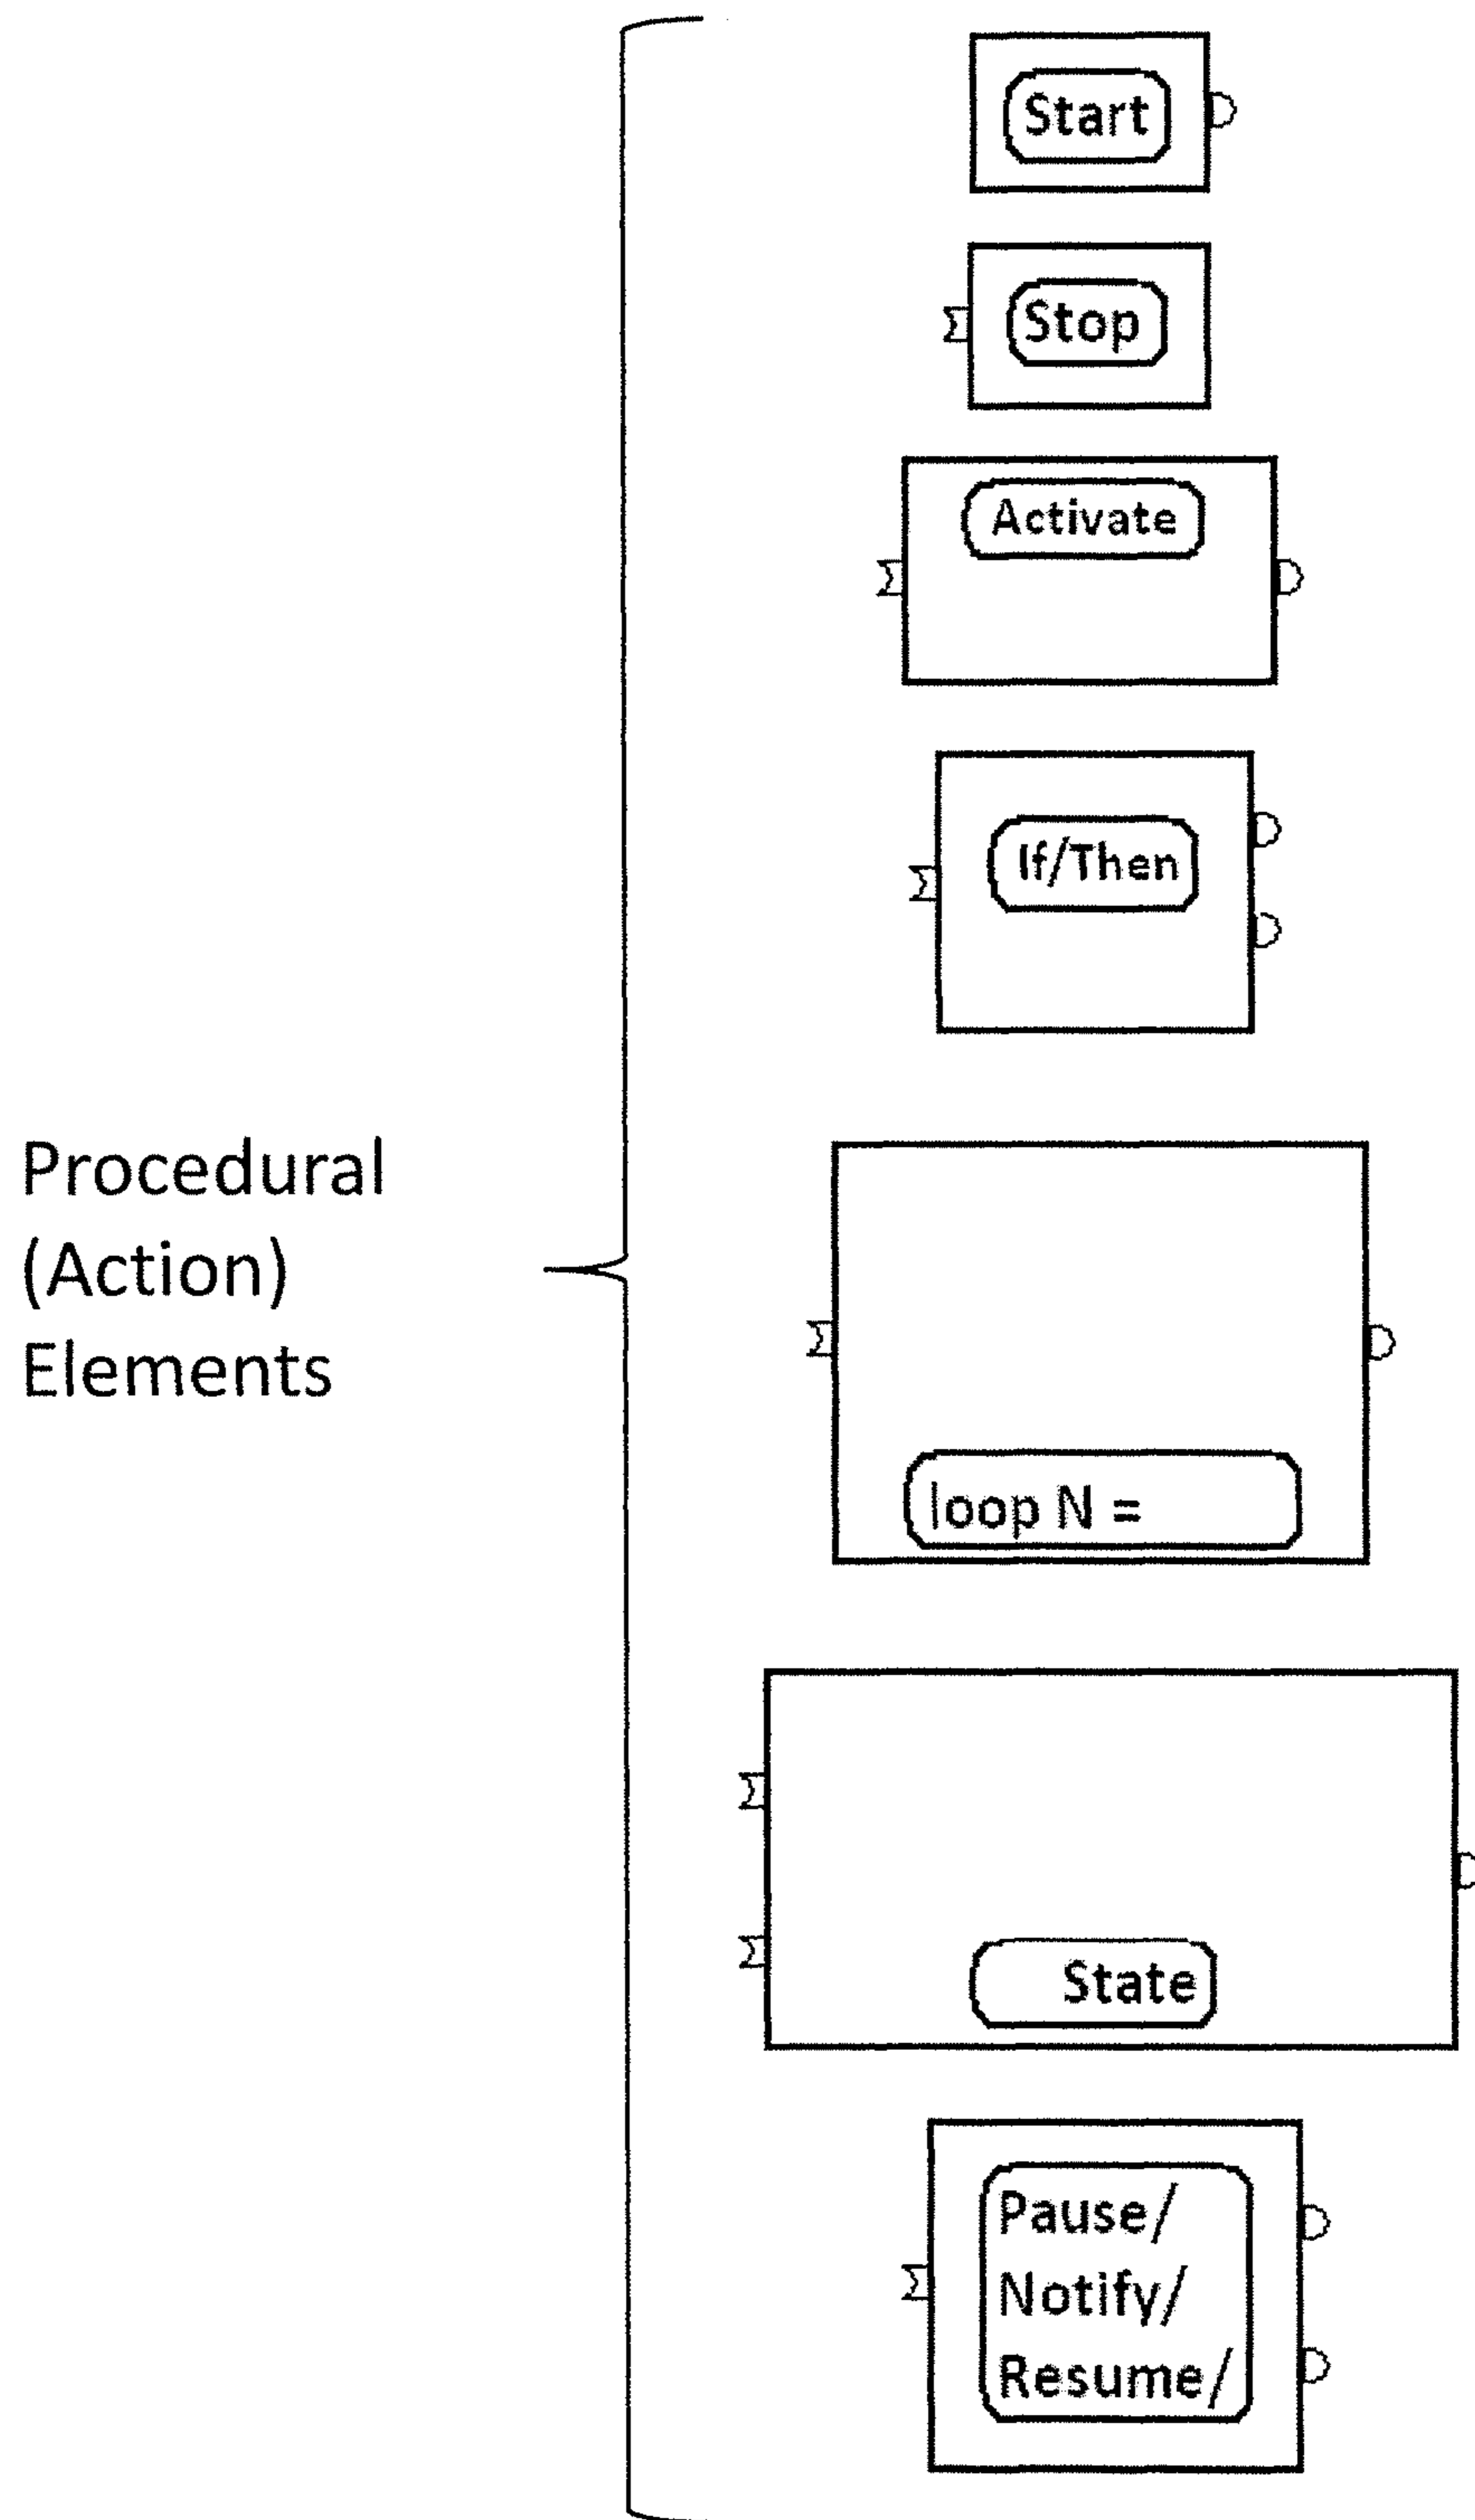 Start
Stop
Activate
If/Then
Procedural
(Action)
Elements
loop N =
State
Pause/
Notify/
Resume/